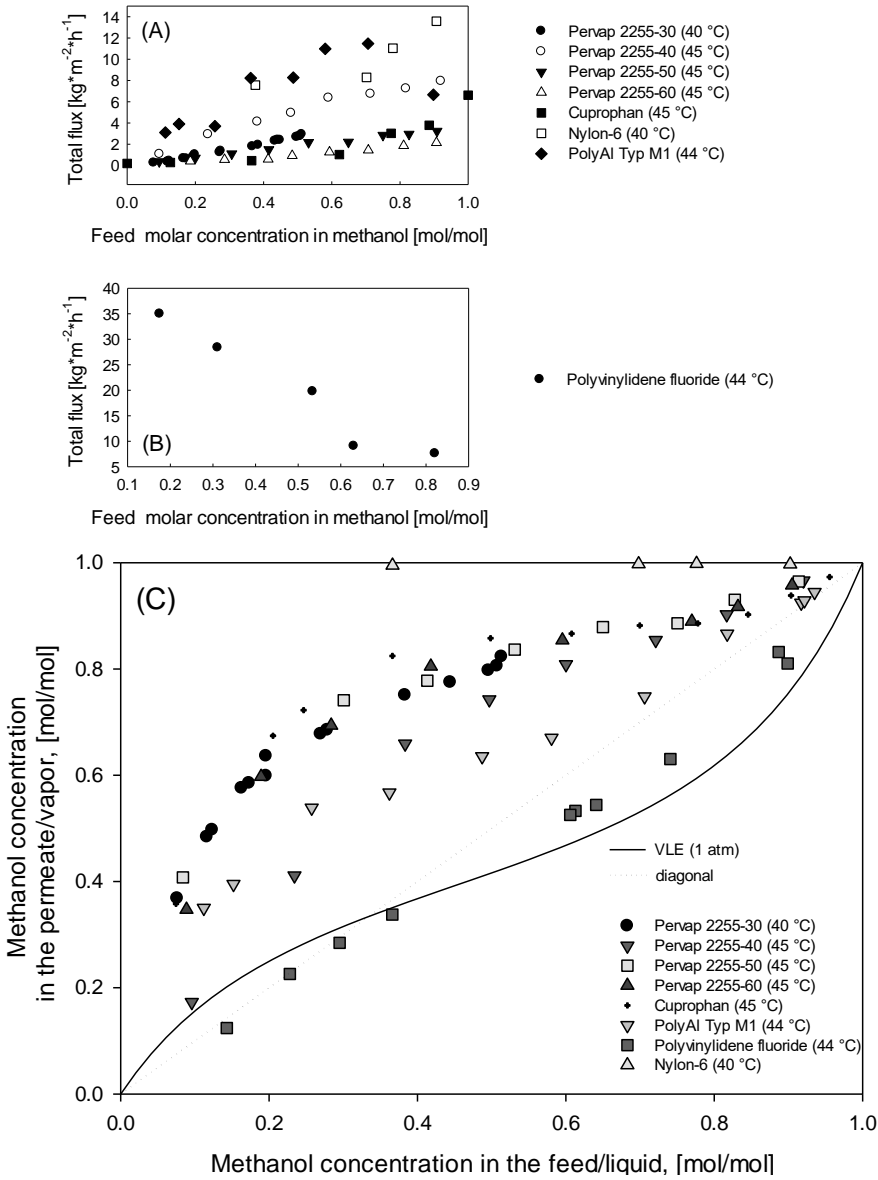 (A)
14
12
10
8
6
4
2
0
Total flux [kg*m-2*h-1]
0.0 0.2 0.4 0.6 0.8 1.0
Feed molar concentration in methanol [mol/mol]
Pervap 2255-30 (40 °C)
Pervap 2255-40 (45 °C)
Pervap 2255-50 (45 °C)
Pervap 2255-60 (45 °C)
Cuprophan (45 °C)
Nylon-6 (40 °C)
PolyAl Typ M1 (44 °C)
40
35
30
25
20
15
10
5
Total flux [kg*m-2*h-1]
(B)
0.1 0.2 0.3 0.4 0.5 0.6 0.7 0.8 0.9
Feed molar concentration in methanol [mol/mol]
Polyvinylidene fluoride (44 °C)
(C)
1.0
0.8
0.6
0.4
0.2
0.0
Methanol concentration
in the permeate/vapor, [mol/mol]
VLE (1 atm)
diagonal
Pervap 2255-30 (40 °C)
Pervap 2255-40 (45 °C)
Pervap 2255-50 (45 °C)
Pervap 2255-60 (45 °C)
Cuprophan (45 °C)
PolyAl Typ M1 (44 °C)
Polyvinylidene fluoride (44 °C)
Nylon-6 (40 °C)
0.0 0.2 0.4 0.6 0.8 1.0
Methanol concentration in the feed/liquid, [mol/mol]